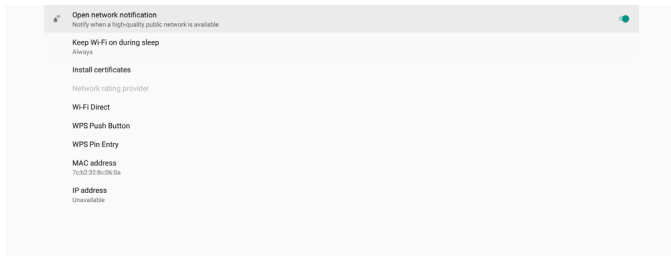 Open network notification
Notify when a high-quality public network is available
Keep Wi-Fi on during sleep
Always
Install certificates
Network rating provider
Wi-Fi Direct
WPS Push Button
WPS Pin Entry
MAC address
7c:b2:32:8c:06:0a
IP address
Unavailable